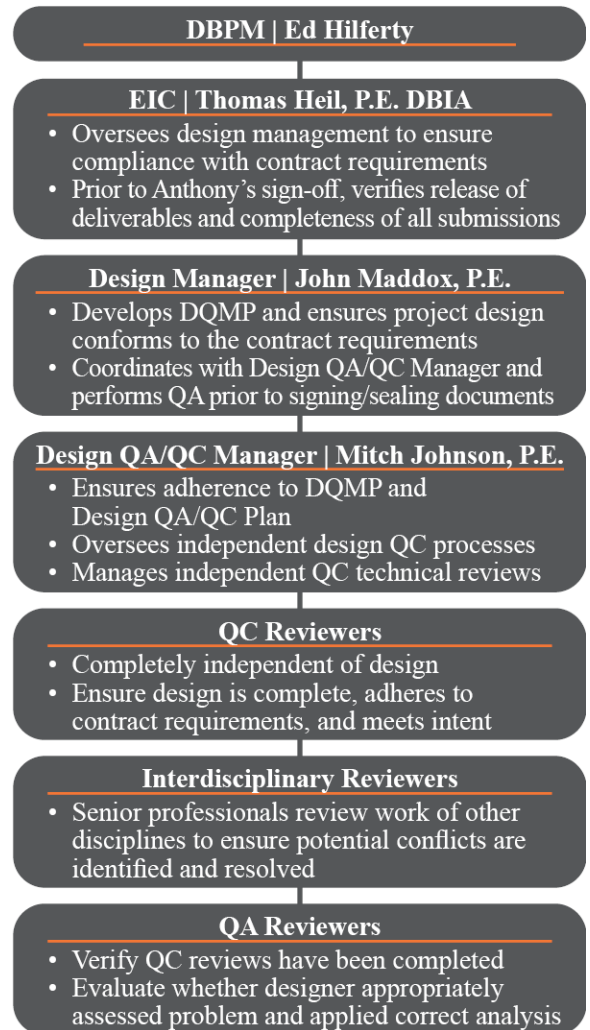 DBPM | Ed Hilferty
EIC | Thomas Heil, P.E. DBIA
• Oversees design management to ensure
compliance with contract requirements
• Prior to Anthony’s sign-off, verifies release of
deliverables and completeness of all submissions
Design Manager | John Maddox, P.E.
• Develops DQMP and ensures project design
conforms to the contract requirements
• Coordinates with Design QA/QC Manager and
performs QA prior to signing/sealing documents
Design QA/QC Manager | Mitch Johnson, P.E.
• Ensures adherence to DQMP and
Design QA/QC Plan
• Oversees independent design QC processes
• Manages independent QC technical reviews
QC Reviewers
• Completely independent of design
• Ensure design is complete, adheres to
contract requirements, and meets intent
Interdisciplinary Reviewers
• Senior professionals review work of other
disciplines to ensure potential conflicts are
identified and resolved
QA Reviewers
• Verify QC reviews have been completed
• Evaluate whether designer appropriately
assessed problem and applied correct analysis